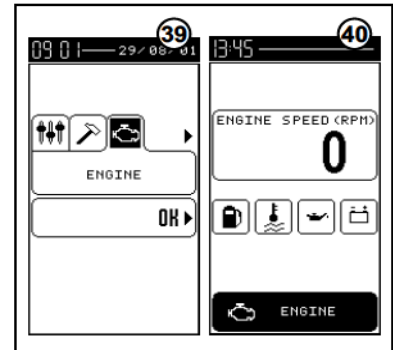 39
09 01 29/08/01
ENGINE
OK
40
13:45
ENGINE SPEED (RPM)
0
ENGINE